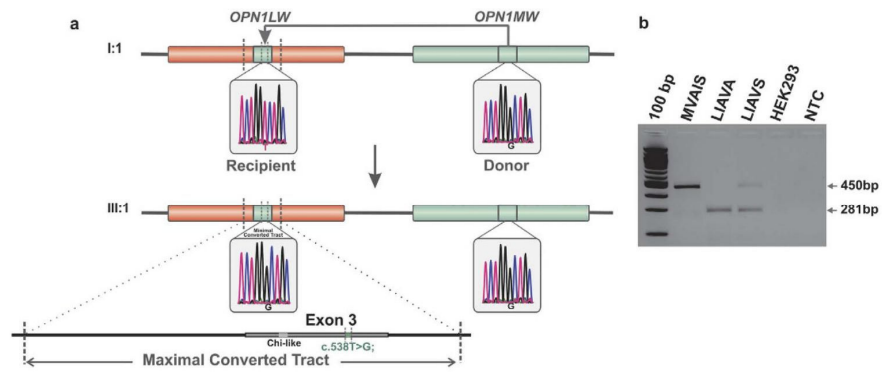 a
OPN1LW
OPN1MW
I:1
T
G
Recipient
Donor
III:1
Minimal
Converted Tract
G
G
Exon 3
Chi-like
c.538T>G;
Maximal Converted Tract
b
100 bp
MVAIS
LIAVA
LIAVS
HEK293
NTC
450bp
281bp